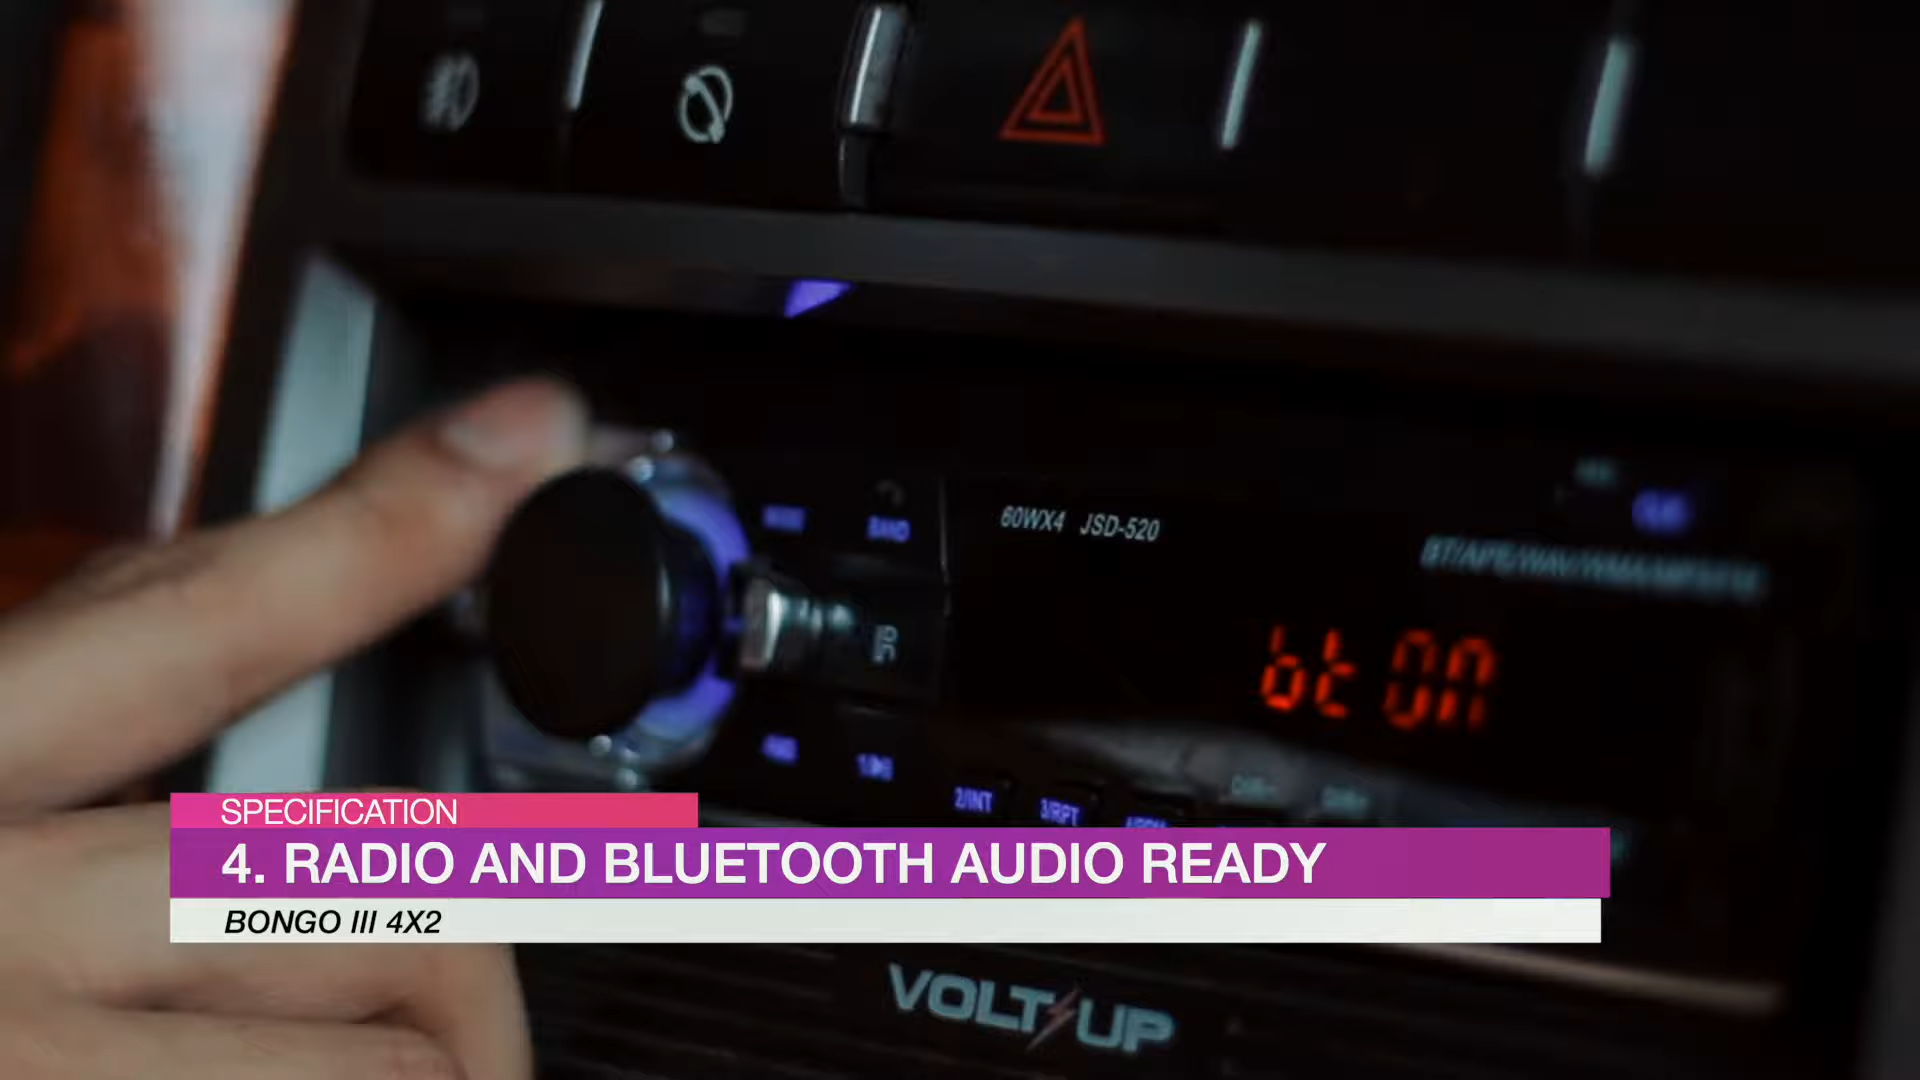 BAND
60WX4 JSD-520
bt ON
2/INT 3/RPT
SPECIFICATION
4. RADIO AND BLUETOOTH AUDIO READY
BONGO III 4X2
VOLT UP